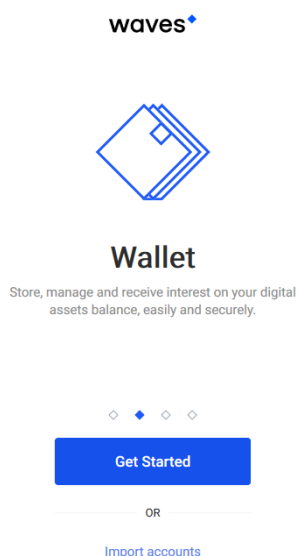 waves
Wallet
Store, manage and receive interest on your digital
assets balance, easily and securely.
Get Started
OR
Import accounts